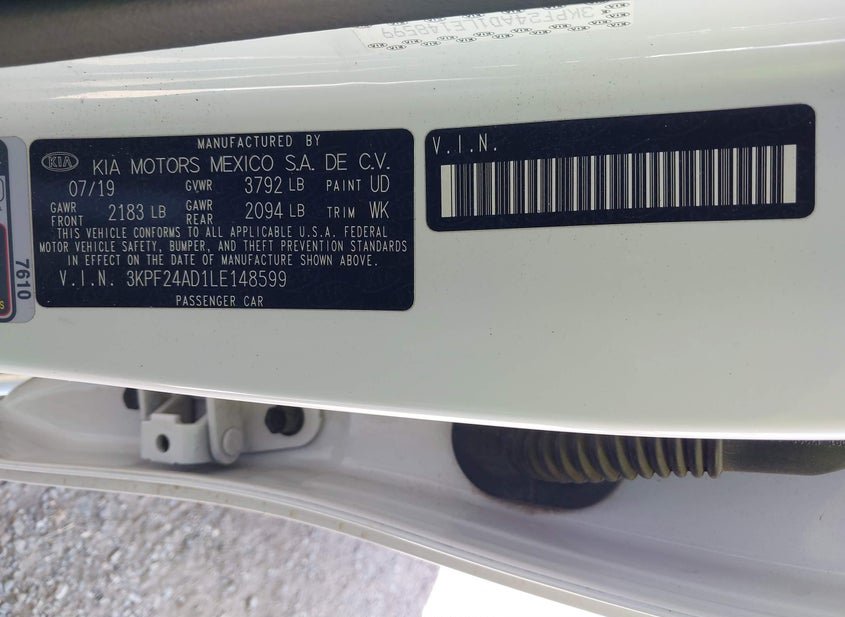 3KPF24AD1LE148599
MANUFACTURED BY
KIA
KIA MOTORS MEXICO S.A. DE C.V.
07/19 GVWR 3792 LB PAINT UD
GAWR FRONT 2183 LB GAWR REAR 2094 LB TRIM WK
THIS VEHICLE CONFORMS TO ALL APPLICABLE U.S.A. FEDERAL
MOTOR VEHICLE SAFETY, BUMPER, AND THEFT PREVENTION STANDARDS
IN EFFECT ON THE DATE OF MANUFACTURE SHOWN ABOVE.
V.I.N. 3KPF24AD1LE148599
PASSENGER CAR
V.I.N.
7610